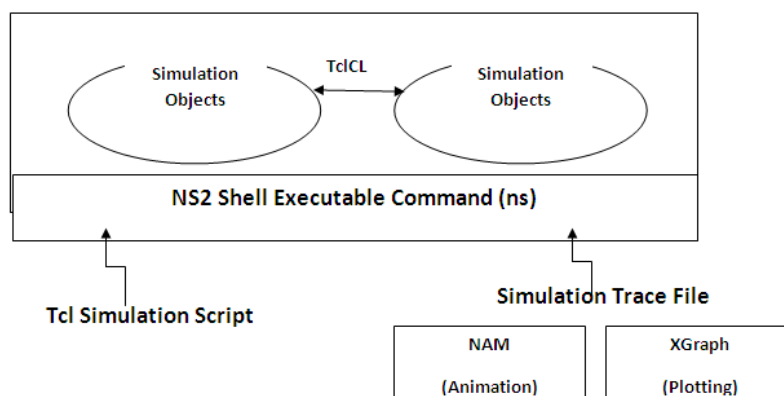 TclCL
Simulation
Objects
Simulation
Objects
NS2 Shell Executable Command (ns)
Tcl Simulation Script
Simulation Trace File
NAM
(Animation)
XGraph
(Plotting)